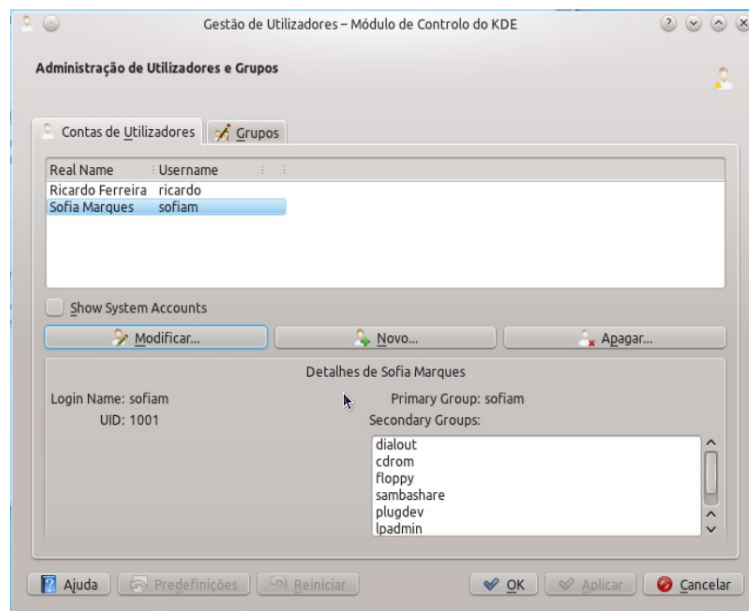 Gestão de Utilizadores – Módulo de Controlo do KDE
Administração de Utilizadores e Grupos
Contas de Utilizadores Grupos
Real Name Username
Ricardo Ferreira ricardo
Sofia Marques sofiam
Show System Accounts
Modificar... Novo... Apagar...
Detalhes de Sofia Marques
Login Name: sofiam Primary Group: sofiam
UID: 1001 Secondary Groups:
dialout
cdrom
floppy
sambashare
plugdev
lpadmin
Ajuda Predefinições Reiniciar OK Aplicar Cancelar